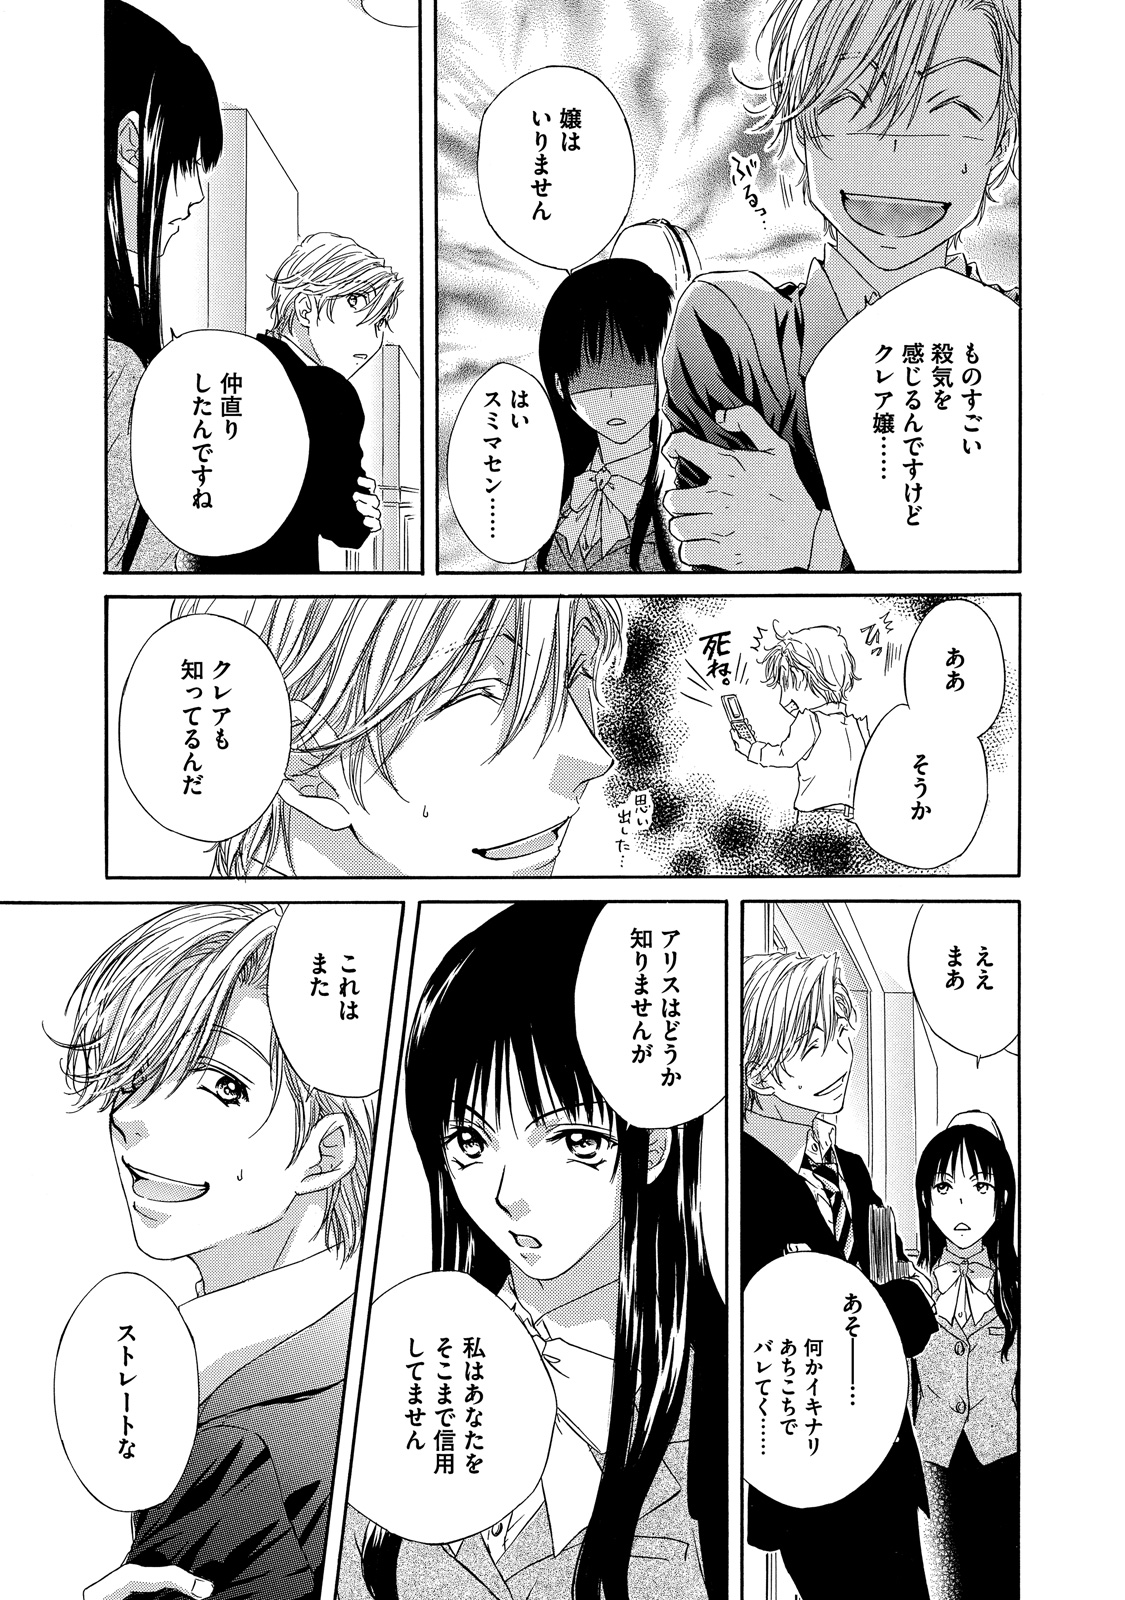 ものすごい
殺気を
感じるんですけど
クレア嬢……
ぶるっ…
嬢は
いりません
はい
スミマセン……
仲直り
したんですね
ああ
そうか
死ね。
思い
出した…
クレアも
知ってるんだ
ええ
まあ
あそー…
何かイキナリ
あちこちで
バレてく……
アリスはどうか
知りませんが
私はあなたを
そこまで信用
してません
これは
また
ストレートな